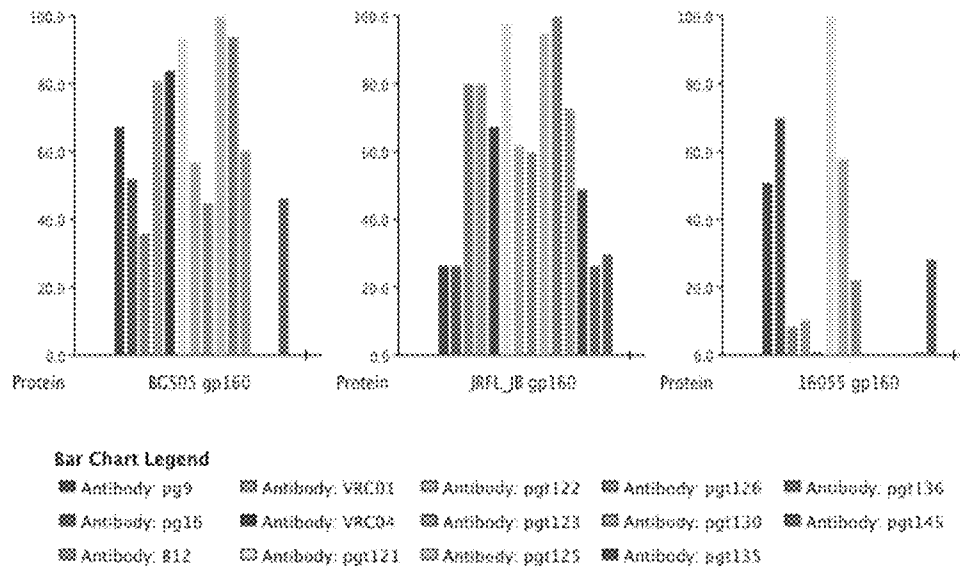 100.0 100.0 100.0
80.0 80.0 80.0
60.0 60.0 60.0
40.0 40.0 40.0
20.0 20.0 20.0
0.0 0.0 0.0
Protein BG505 gp160 Protein JRFL_JB gp160 Protein 16055 gp160
Bar Chart Legend
Antibody: pg9 Antibody: VRC01 Antibody: pgt122 Antibody: pgt126 Antibody: pgt136
Antibody: pg16 Antibody: VRC04 Antibody: pgt123 Antibody: pgt130 Antibody: pgt145
Antibody: B12 Antibody: pgt121 Antibody: pgt125 Antibody: pgt135